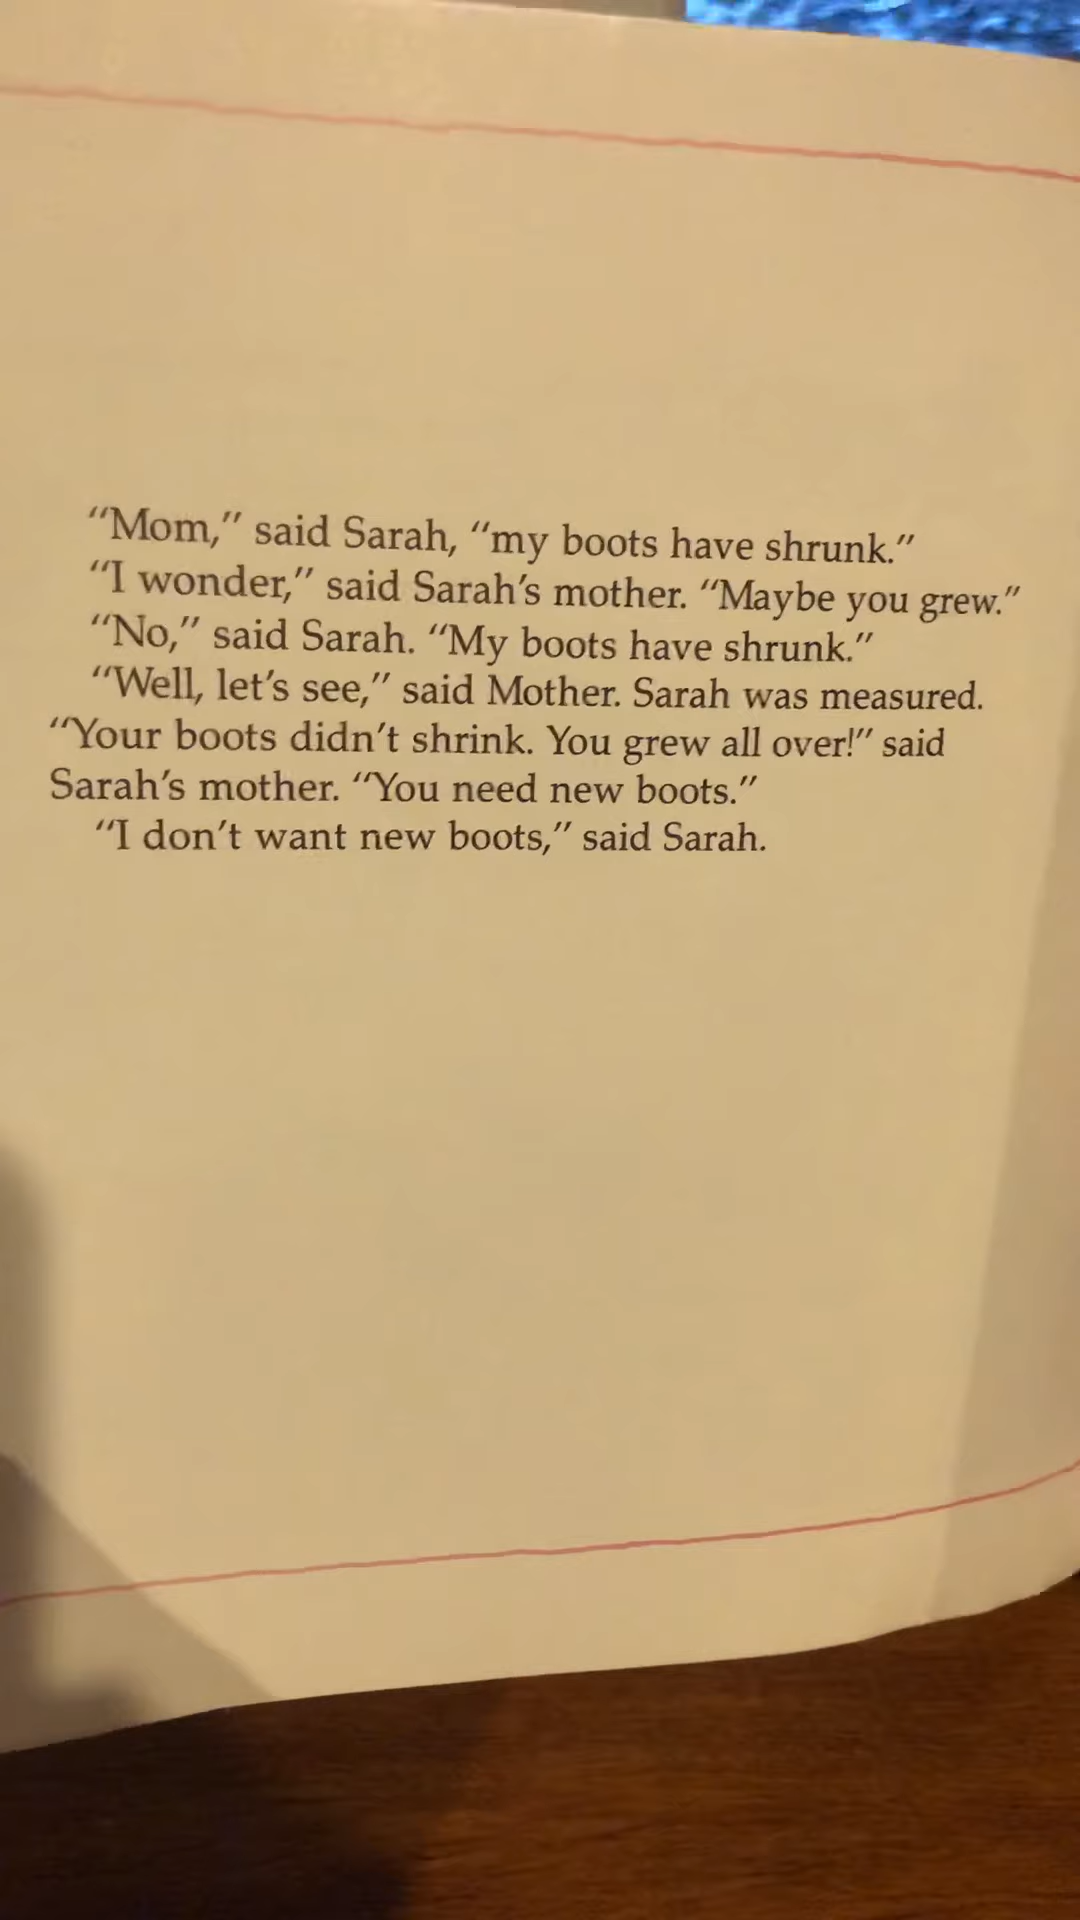 “Mom,” said Sarah, “my boots have shrunk.”
“I wonder,” said Sarah’s mother. “Maybe you grew.”
“No,” said Sarah. “My boots have shrunk.”
“Well, let’s see,” said Mother. Sarah was measured.
“Your boots didn’t shrink. You grew all over!” said
Sarah’s mother. “You need new boots.”
“I don’t want new boots,” said Sarah.